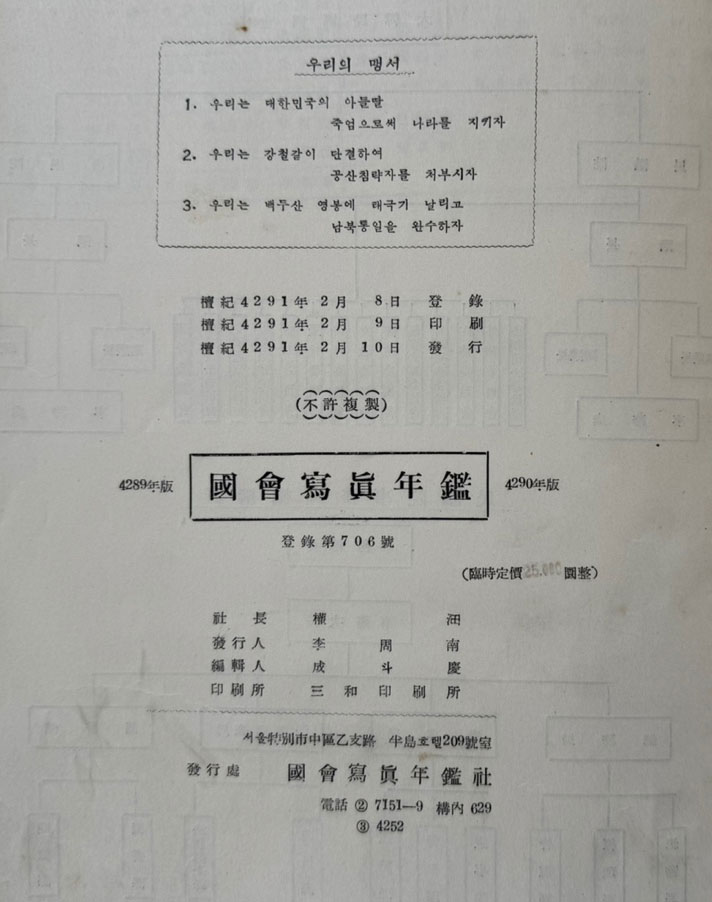 우리의 맹서
1. 우리는 대한민국의 아들딸
죽엄으로써 나라를 지키자
2. 우리는 강철같이 단결하여
공산침략자를 처부시자
3. 우리는 백두산 영봉에 태극기 날리고
남북통일을 완수하자
檀紀4291年 2月 8日 登錄
檀紀4291年 2月 9日 印刷
檀紀4291年 2月 10日 發行
(不許複製)
4289年版 國會寫眞年鑑 4290年版
登錄第706號
(臨時定價 圜整)
社長 權
發行人 李周南
編輯人 成斗慶
印刷所 三和印刷所
서울特別市中區乙支路 半島호텔209號室
發行處 國會寫眞年鑑社
電話 ② 7151—9 構內 629
③ 4252